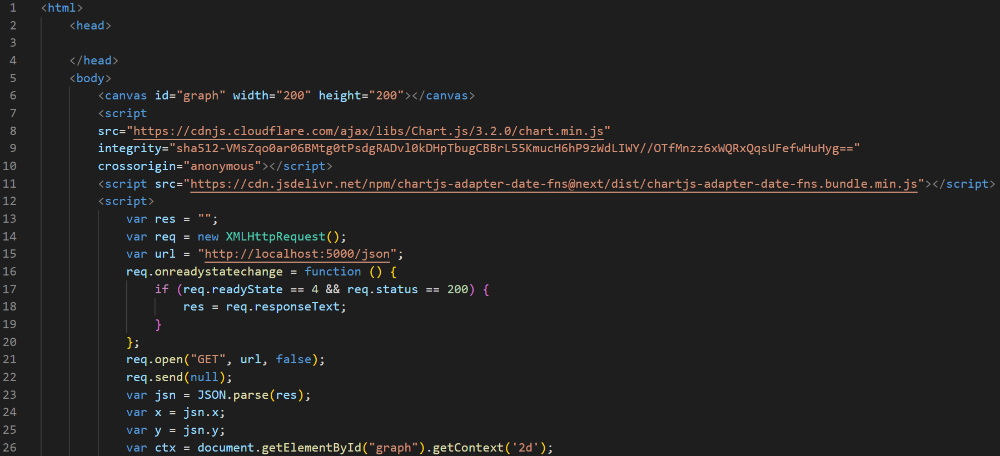 1 <html>
2 <head>
3
4 </head>
5 <body>
6 <canvas id="graph" width="200" height="200"></canvas>
7 <script
8 src="https://cdnjs.cloudflare.com/ajax/libs/Chart.js/3.2.0/chart.min.js"
9 integrity="sha512-VMsZqo0ar06BMtg0tPsdgRADvl0kDHpTbugCBBrL55KmucH6hP9zWdLIWY//OTfMnzz6xWQRxQqsUFefwHuHyg=="
10 crossorigin="anonymous"></script>
11 <script src="https://cdn.jsdelivr.net/npm/chartjs-adapter-date-fns@next/dist/chartjs-adapter-date-fns.bundle.min.js"></script>
12 <script>
13 var res = "";
14 var req = new XMLHttpRequest();
15 var url = "http://localhost:5000/json";
16 req.onreadystatechange = function () {
17 if (req.readyState == 4 && req.status == 200) {
18 res = req.responseText;
19 }
20 };
21 req.open("GET", url, false);
22 req.send(null);
23 var jsn = JSON.parse(res);
24 var x = jsn.x;
25 var y = jsn.y;
26 var ctx = document.getElementById("graph").getContext('2d');